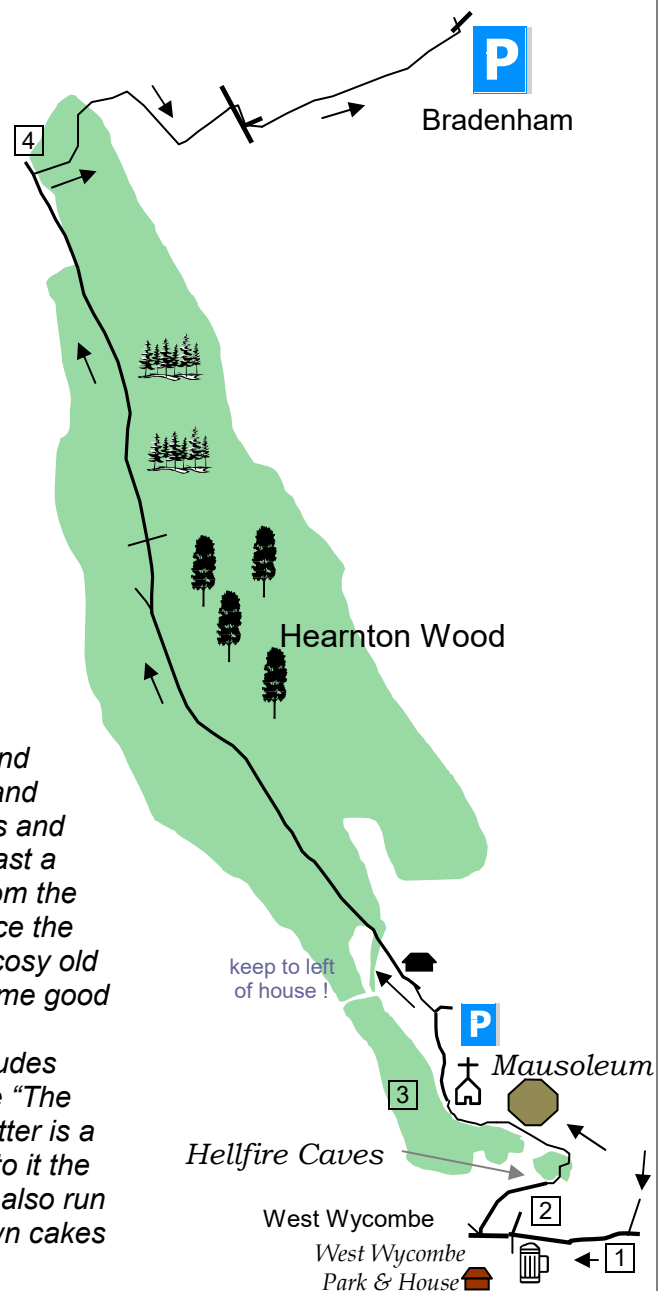 P
Bradenham
4
Hearnton Wood
nd
and
s and
ast a
om the
ce the
cosy old
me good
udes
e “The
tter is a
to it the
also run
wn cakes
keep to left
of house !
P
Mausoleum
3
Hellfire Caves
2
West Wycombe
1
West Wycombe
Park & House